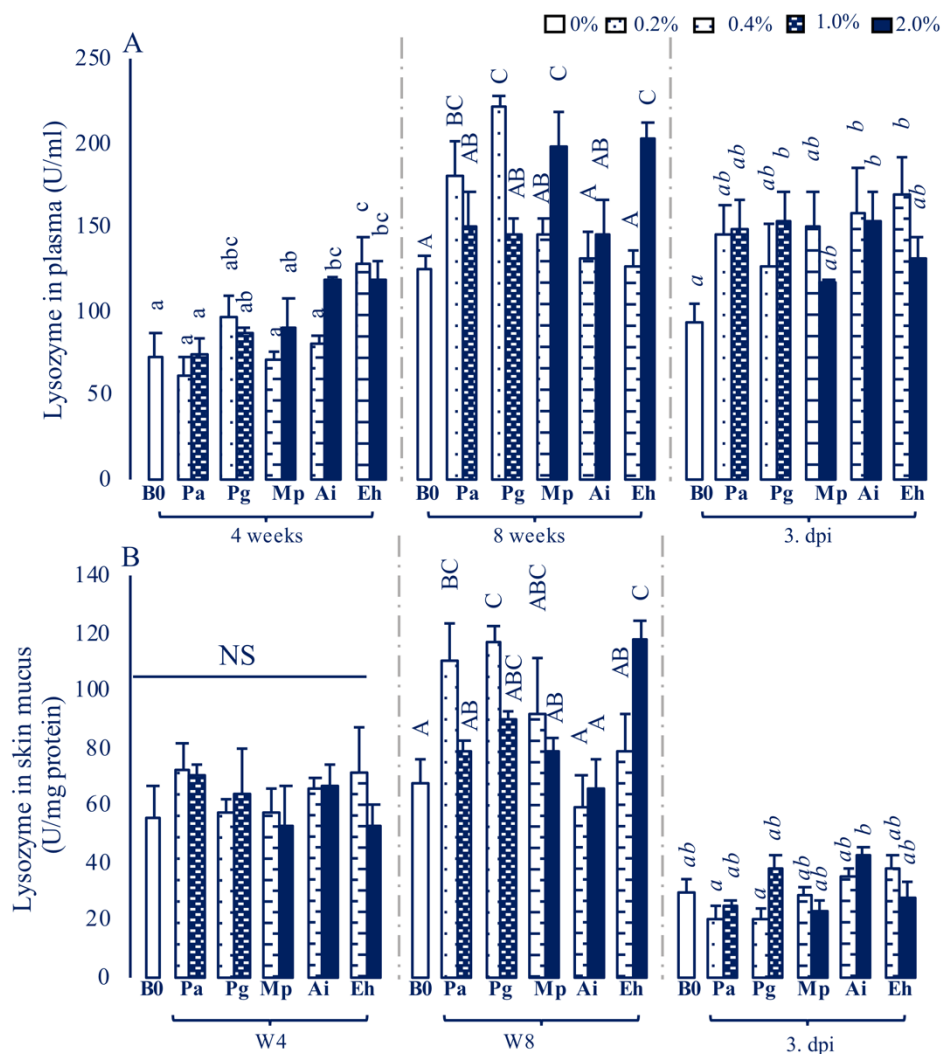 0% 0.2% 0.4% 1.0% 2.0%
A
Lysozyme in plasma (U/ml)
250
200
150
100
50
0
a a a abc ab a ab a bc c bc
A BC AB C AB AB C A AB A C
a ab ab ab b ab ab b b b ab
B0 Pa Pg Mp Ai Eh B0 Pa Pg Mp Ai Eh B0 Pa Pg Mp Ai Eh
4 weeks 8 weeks 3. dpi
B
Lysozyme in skin mucus
(U/mg protein)
140
120
100
80
60
40
20
0
NS
A BC AB C ABC ABC AB A A AB C
ab a ab a ab ab ab ab b ab ab
B0 Pa Pg Mp Ai Eh B0 Pa Pg Mp Ai Eh B0 Pa Pg Mp Ai Eh
W4 W8 3. dpi